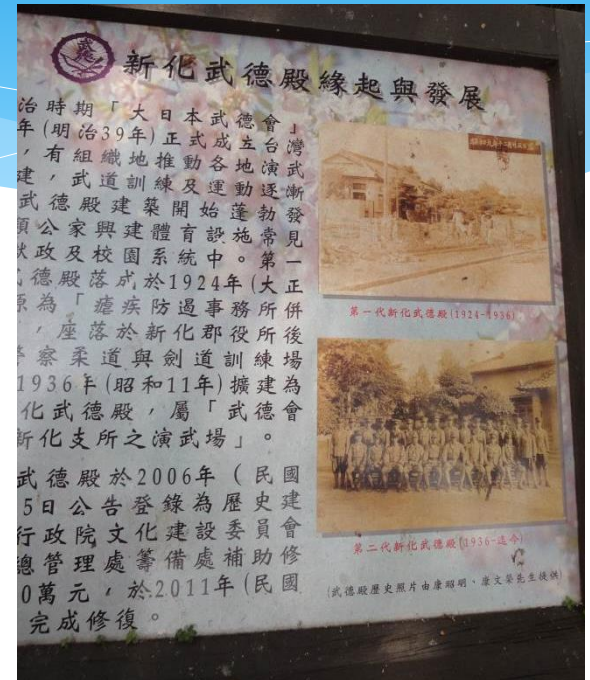 新化武德殿緣起與發展
治時期「大日本武德會」
年(明治39年)正式成立台灣
，有組織地推動各地演武
建，武道訓練及運動逐漸
武德殿建築開始蓬勃發
公家興建體育設施常見
政及校園系統中。第一
德殿落成於1924年(大正
原為「瘧疾防遏事務所併
，座落於新化郡役所後
察柔道與劍道訓練場
1936年(昭和11年)擴建為
化武德殿，屬「武德會
新化支所之演武場」。
武德殿於2006年（民國
5日公告登錄為歷史建
行政院文化建設委員會
總管理處籌備處補助修
0萬元，於2011年(民國
完成修復。
第一代新化武德殿(1924-1936)
第二代新化武德殿(1936-迄今)
(武德殿歷史照片由康昭明、康文榮先生提供)